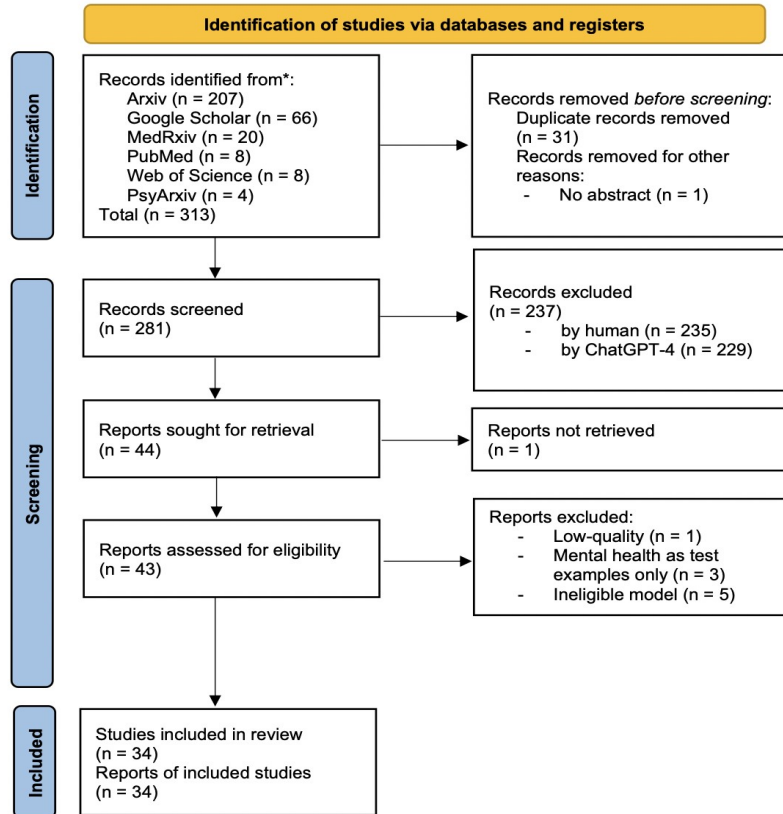 Identification of studies via databases and registers
Identification
Records identified from*:
Arxiv (n = 207)
Google Scholar (n = 66)
MedRxiv (n = 20)
PubMed (n = 8)
Web of Science (n = 8)
PsyArxiv (n = 4)
Total (n = 313)
Records removed before screening:
Duplicate records removed
(n = 31)
Records removed for other
reasons:
- No abstract (n = 1)
Screening
Records screened
(n = 281)
Records excluded
(n = 237)
- by human (n = 235)
- by ChatGPT-4 (n = 229)
Reports sought for retrieval
(n = 44)
Reports not retrieved
(n = 1)
Reports assessed for eligibility
(n = 43)
Reports excluded:
- Low-quality (n = 1)
- Mental health as test
examples only (n = 3)
- Ineligible model (n = 5)
Included
Studies included in review
(n = 34)
Reports of included studies
(n = 34)